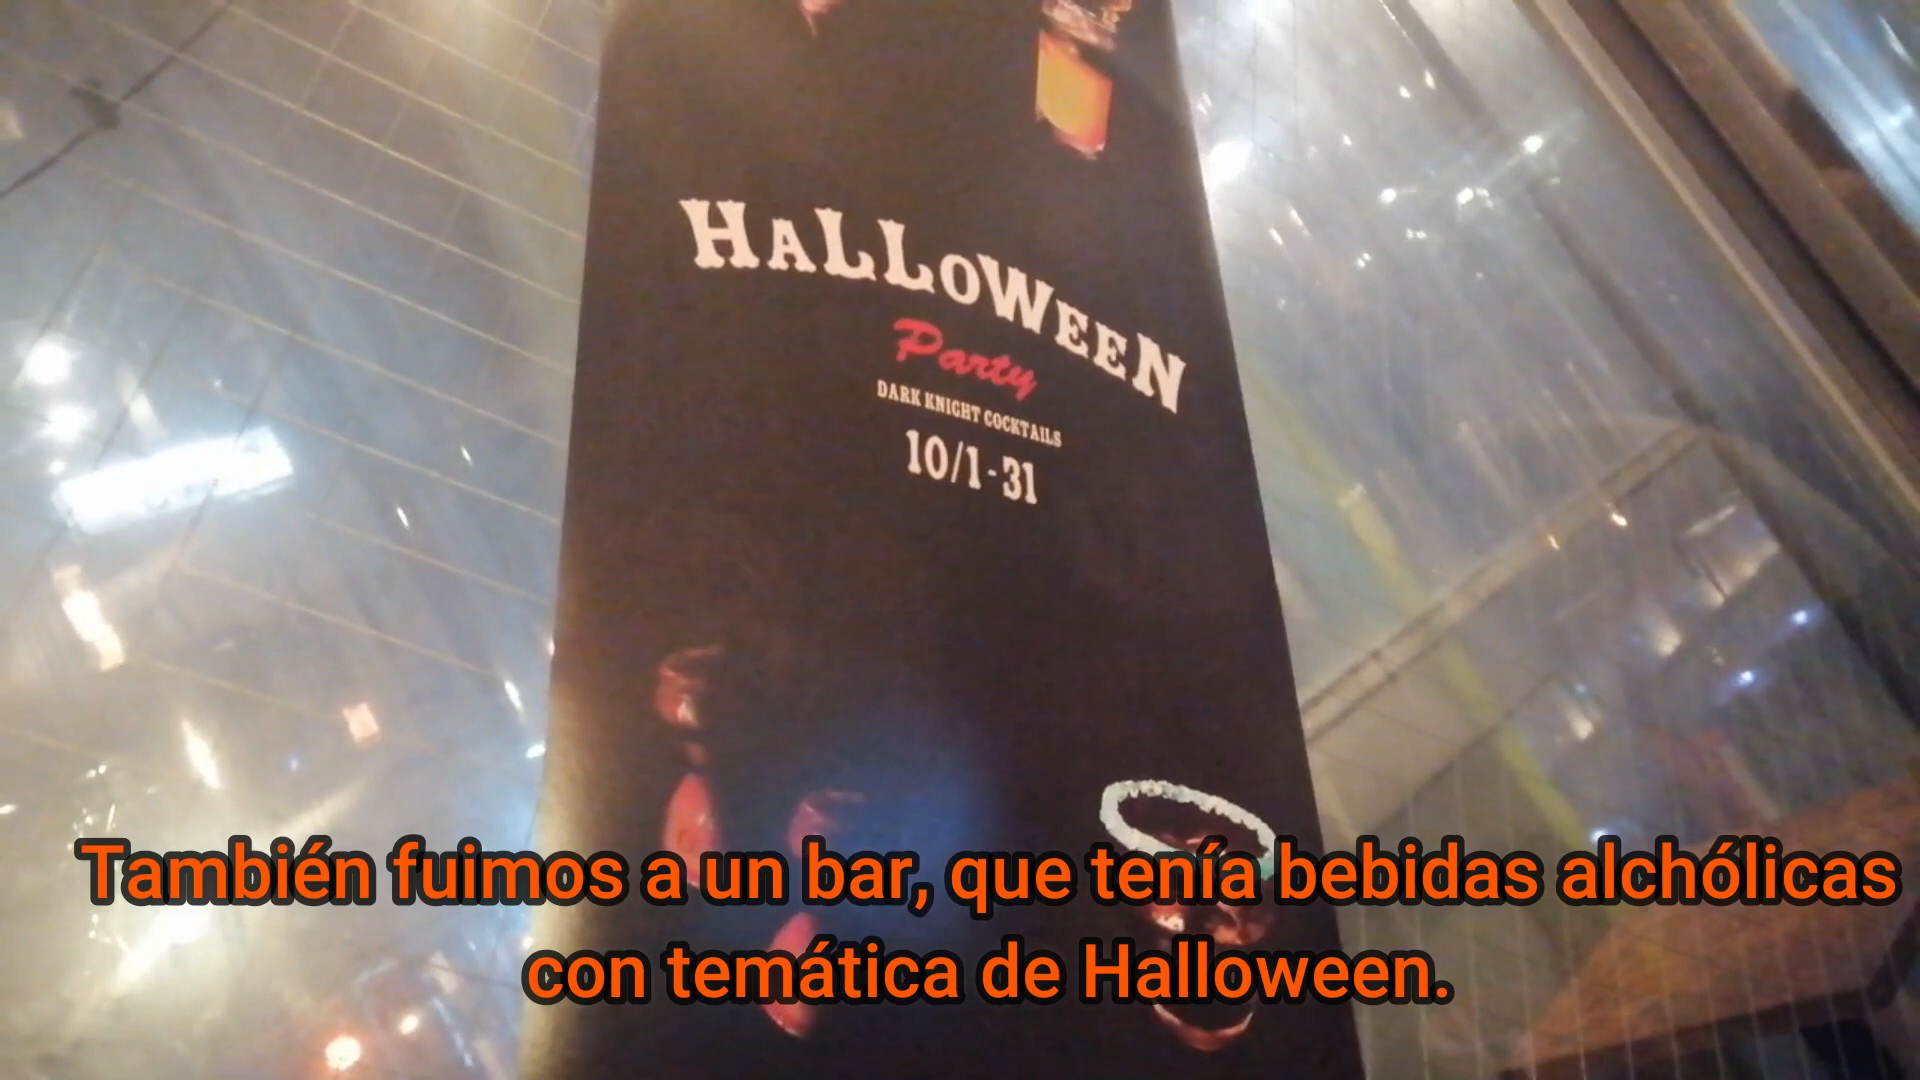 HALLOWEEN
Party
DARK KNIGHT COCKTAILS
10/1-31
También fuimos a un bar, que tenía bebidas alchólicas
con temática de Halloween.